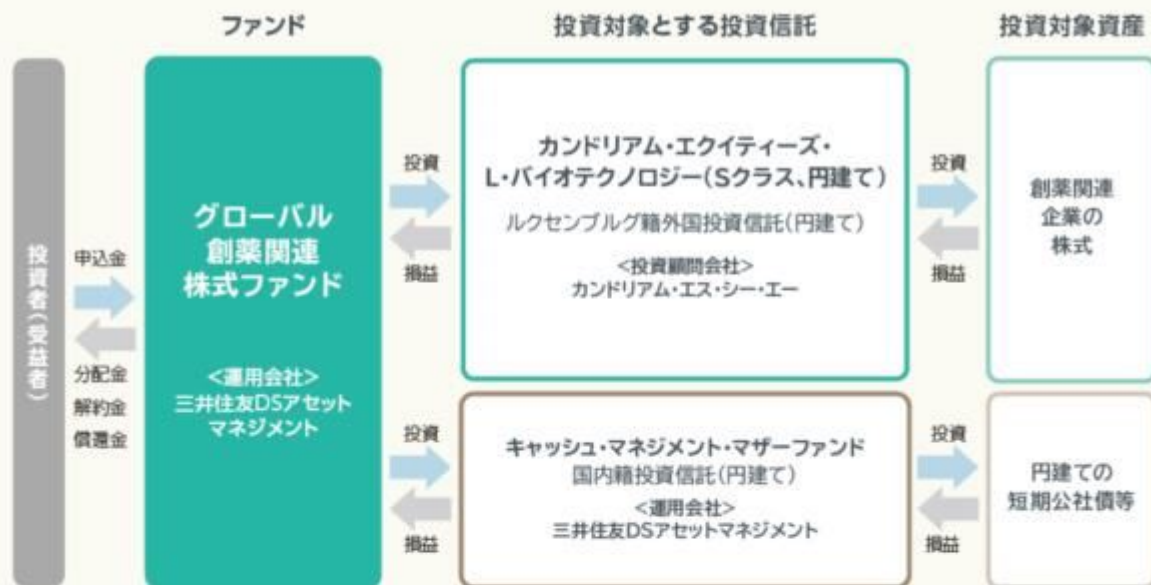 ファンド
投資対象とする投資信託
投資対象資産
投資者(受益者)
申込金
分配金
解約金
償還金
グローバル
創薬関連
株式ファンド
<運用会社>
三井住友DSアセット
マネジメント
投資
損益
カンドリアム・エクイティーズ・
L・バイオテクノロジー(Sクラス、円建て)
ルクセンブルグ籍外国投資信託(円建て)
<投資顧問会社>
カンドリアム・エス・シー・エー
投資
損益
創薬関連
企業の
株式
投資
損益
キャッシュ・マネジメント・マザーファンド
国内籍投資信託(円建て)
<運用会社>
三井住友DSアセットマネジメント
投資
損益
円建ての
短期公社債等